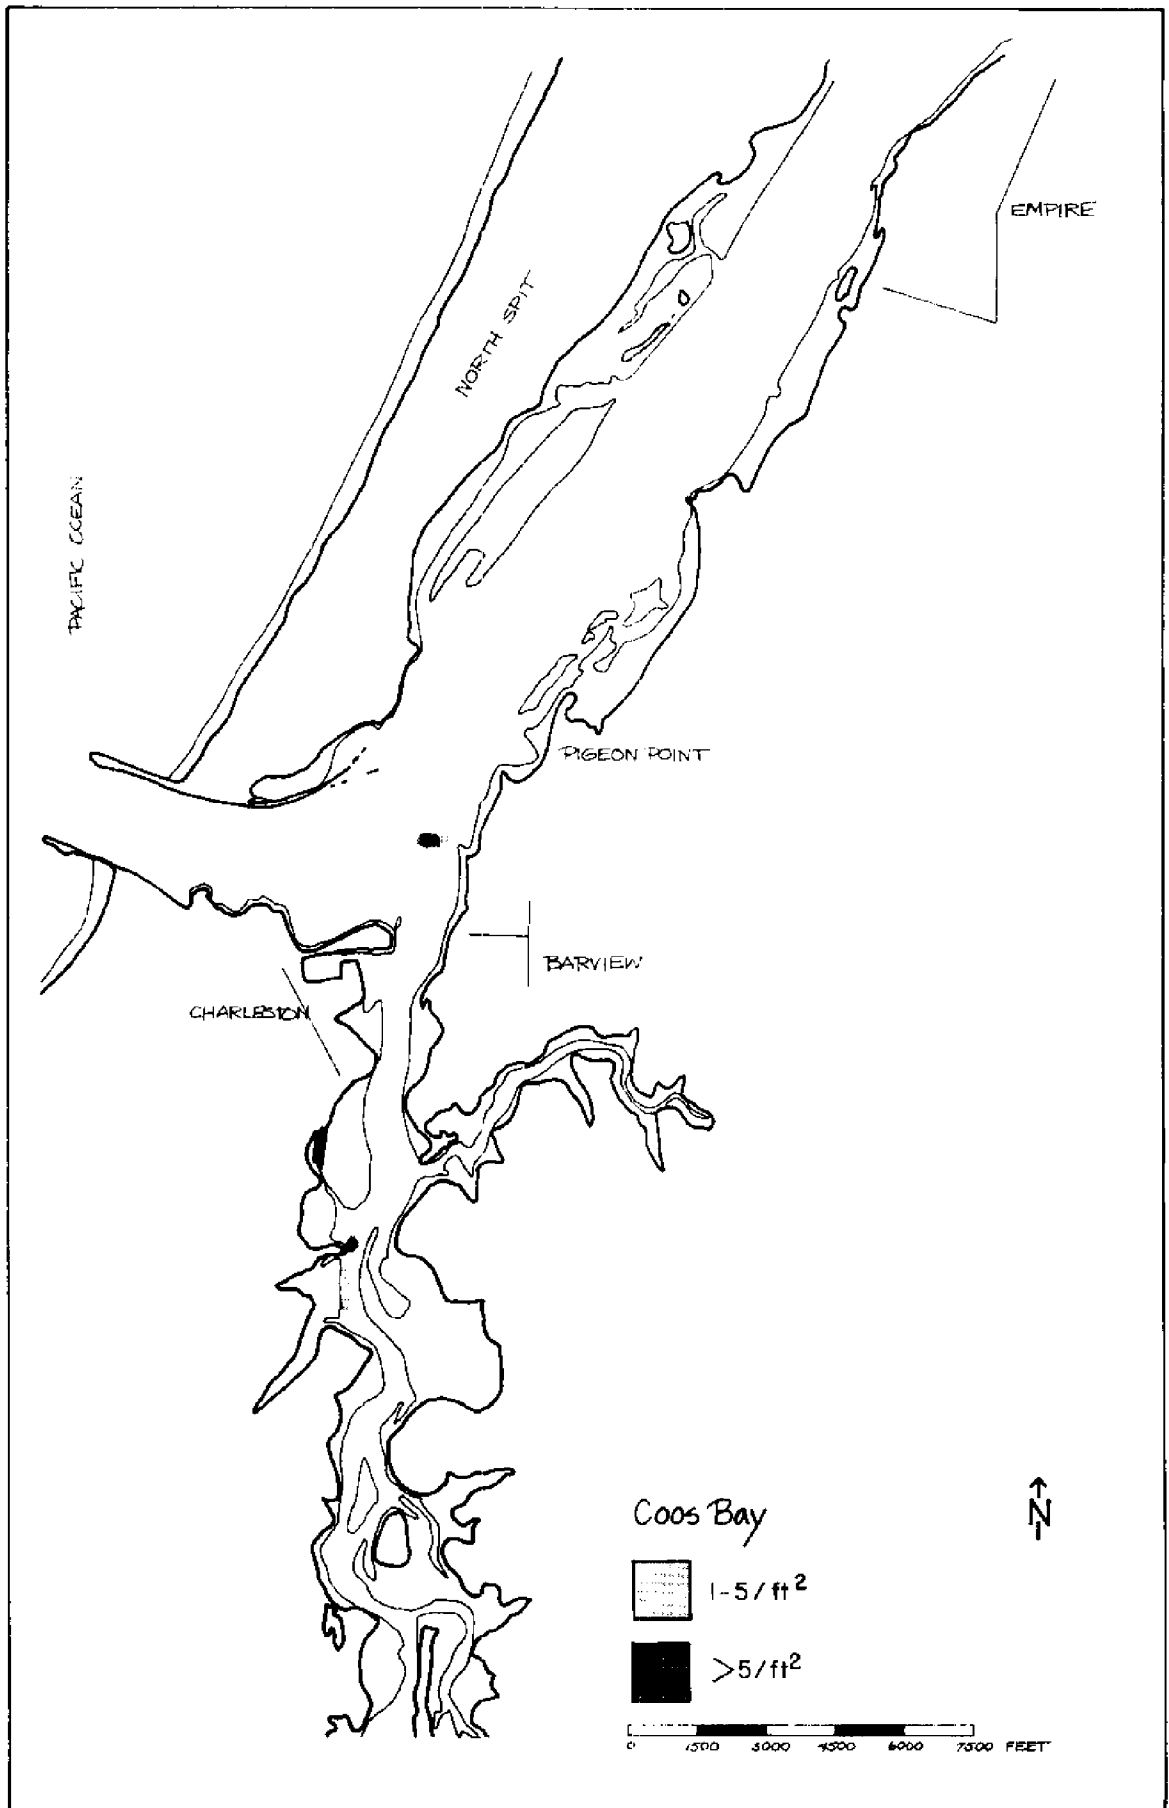 EMPIRE
NORTH SPIT
PACIFIC OCEAN
PIGEON POINT
BARVIEW
CHARLESTON
Coos Bay
N
1-5/ft²
>5/ft²
0 1500 3000 4500 6000 7500 FEET